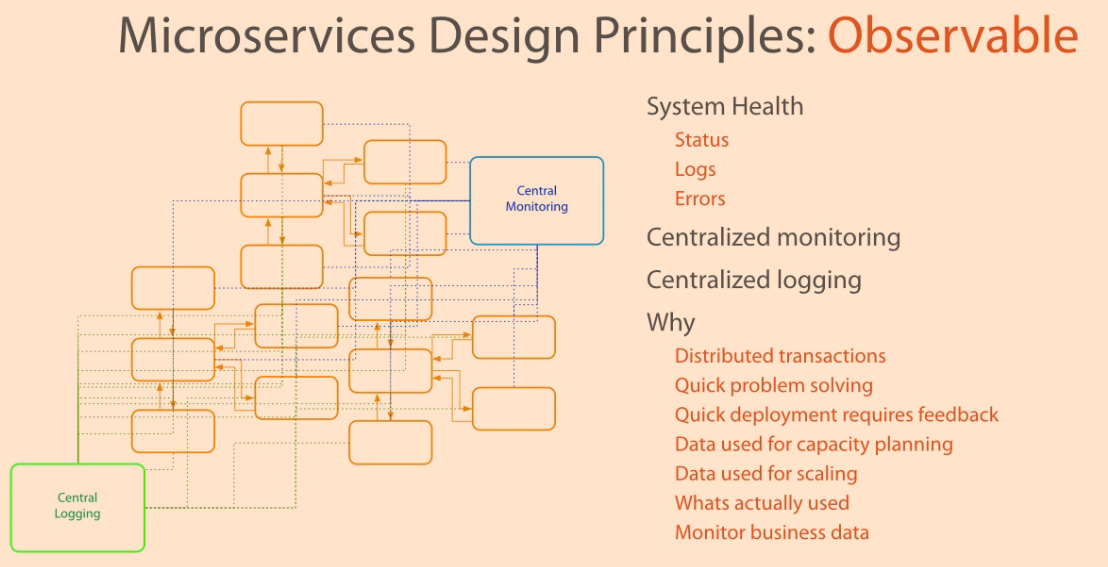 Microservices Design Principles: Observable
System Health
Status
Logs
Errors
Centralized monitoring
Centralized logging
Why
Distributed transactions
Quick problem solving
Quick deployment requires feedback
Data used for capacity planning
Data used for scaling
Whats actually used
Monitor business data
Central
Monitoring
Central
Logging